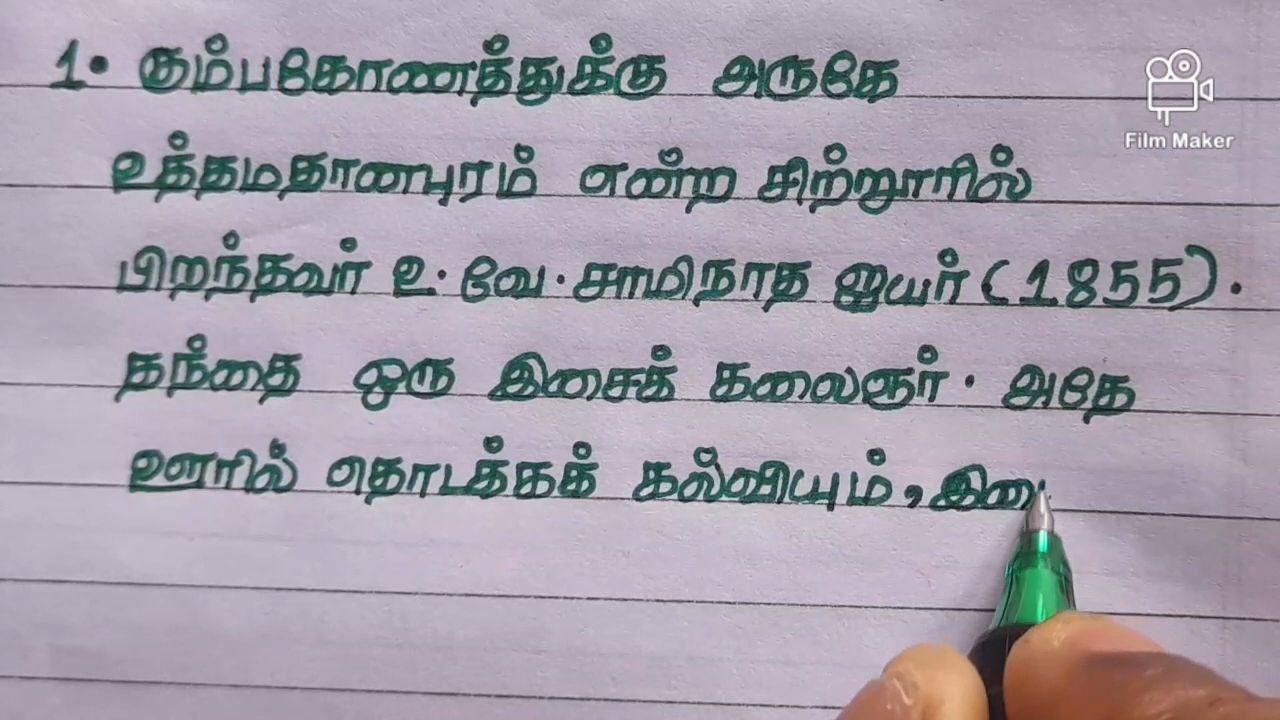 1. கும்பகோணத்துக்கு அருகே
உத்தமதானபுரம் என்ற சிற்றூரில்
பிறந்தவர் உ. வே. சாமிநாத ஐயர் (1855).
தந்தை ஒரு இசைக் கலைஞர். அதே
ஊரில் தொடக்கக் கல்வியும்,
Film Maker